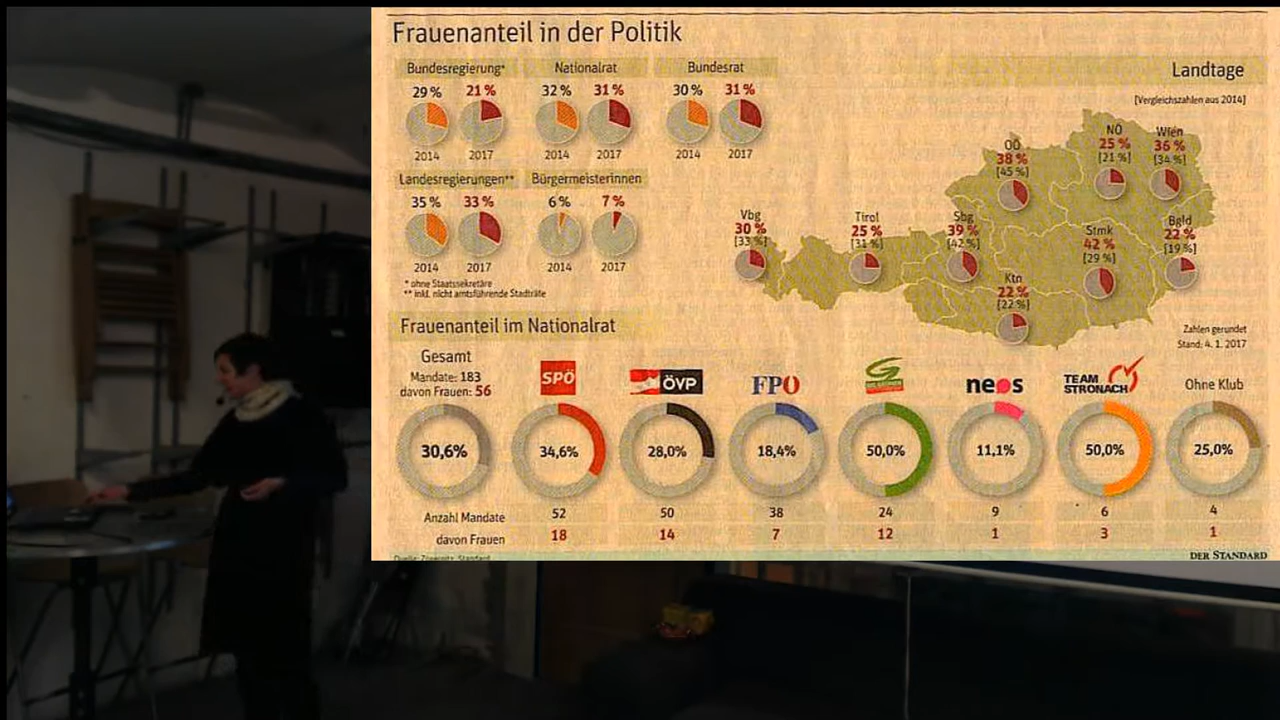 Frauenanteil in der Politik
Bundesregierung*
29 % 21 %
2014 2017
Nationalrat
32 % 31 %
2014 2017
Bundesrat
30 % 31 %
2014 2017
Landesregierungen**
35 % 33 %
2014 2017
Bürgermeisterinnen
6 % 7 %
2014 2017
* ohne Staatssekretäre
** inkl. nicht amtsführende Stadträte
Landtage
[Vergleichszahlen aus 2014]
OÖ
38 %
[45 %]
NÖ
25 %
[21 %]
Wien
36 %
[34 %]
Vbg
30 %
[33 %]
Tirol
25 %
[31 %]
Sbg
39 %
[42 %]
Stmk
42 %
[29 %]
Bgld
22 %
[19 %]
Ktn
22 %
[22 %]
Zahlen gerundet
Stand: 4. 1. 2017
Frauenanteil im Nationalrat
Gesamt
Mandate: 183
davon Frauen: 56
SPÖ
ÖVP
FPÖ
neos
TEAM
STRONACH
Ohne Klub
30,6% 34,6% 28,0% 18,4% 50,0% 11,1% 50,0% 25,0%
Anzahl Mandate 52 50 38 24 9 6 4
davon Frauen 18 14 7 12 1 3 1
DER STANDARD